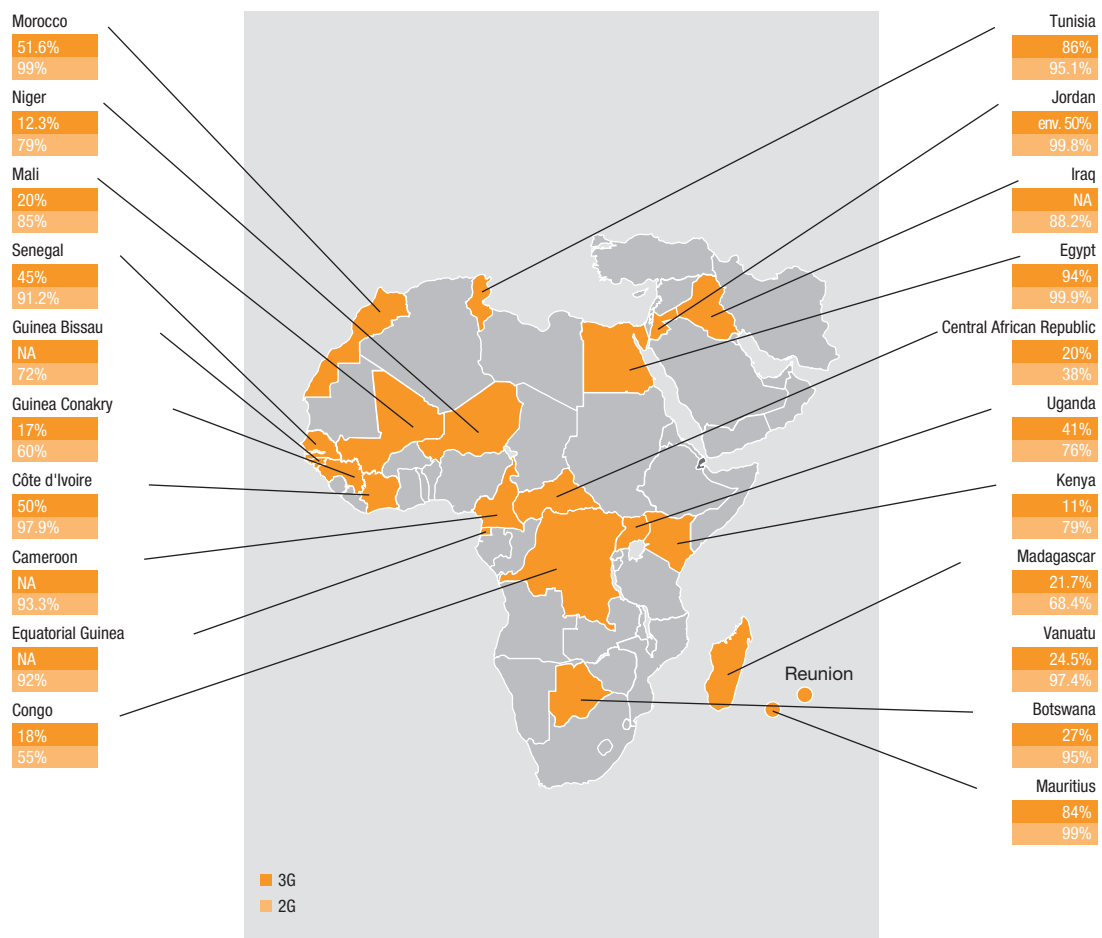 Morocco
51.6%
99%
Niger
12.3%
79%
Mali
20%
85%
Senegal
45%
91.2%
Guinea Bissau
NA
72%
Guinea Conakry
17%
60%
Côte d'Ivoire
50%
97.9%
Cameroon
NA
93.3%
Equatorial Guinea
NA
92%
Congo
18%
55%
Tunisia
86%
95.1%
Jordan
env. 50%
99.8%
Iraq
NA
88.2%
Egypt
94%
99.9%
Central African Republic
20%
38%
Uganda
41%
76%
Kenya
11%
79%
Madagascar
21.7%
68.4%
Vanuatu
24.5%
97.4%
Botswana
27%
95%
Mauritius
84%
99%
Reunion
3G
2G